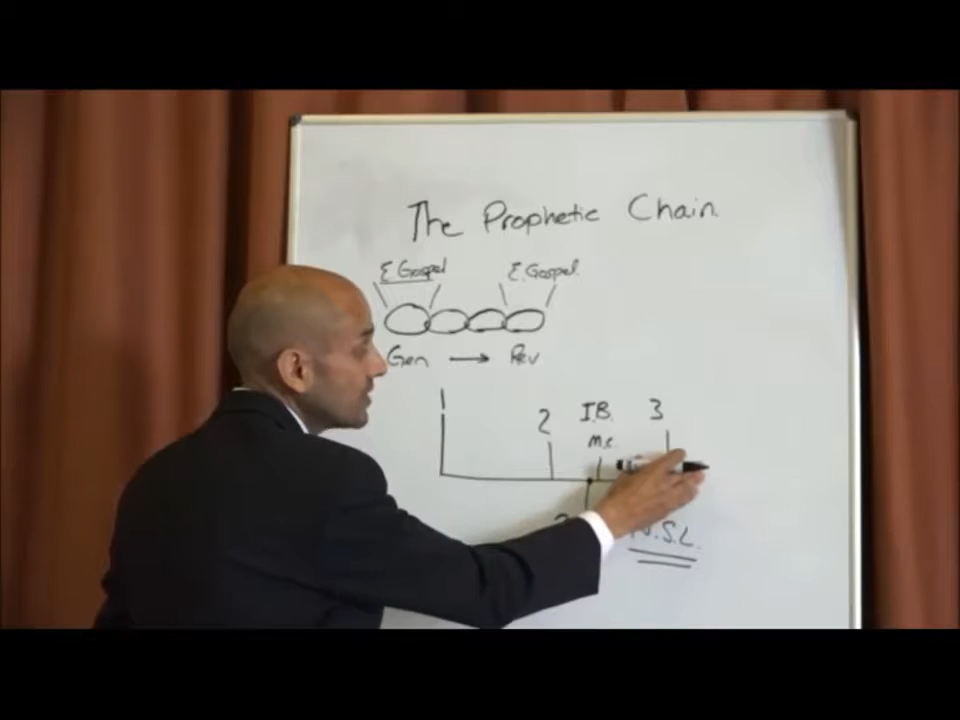 The Prophetic Chain.
E. Gospel E. Gospel.
Gen → Rev
1 2 I.B. 3
M.C.
N.S.L.